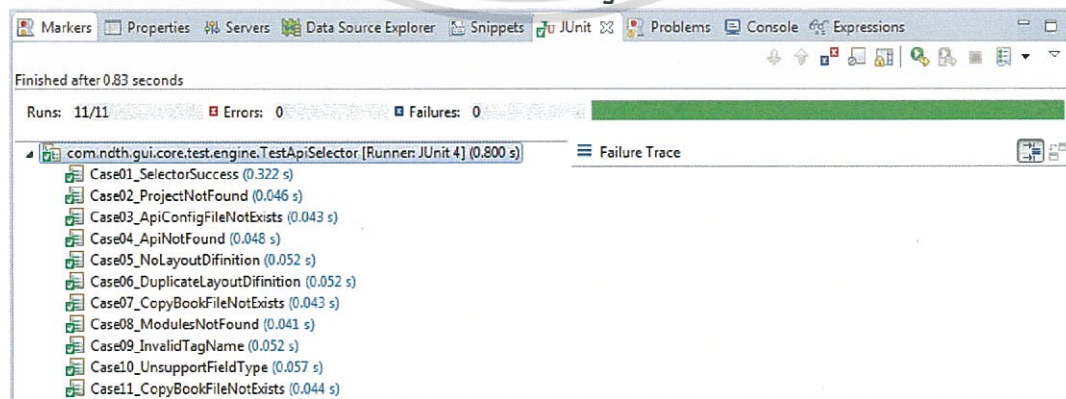 Markers Properties Servers Data Source Explorer Snippets JUnit Problems Console Expressions
Finished after 0.83 seconds
Runs: 11/11 Errors: 0 Failures: 0
com.ndth.gui.core.test.engine.TestApiSelector [Runner: JUnit 4] (0.800 s) Failure Trace
Case01_SelectorSuccess (0.322 s)
Case02_ProjectNotFound (0.046 s)
Case03_ApiConfigFileNotExists (0.043 s)
Case04_ApiNotFound (0.048 s)
Case05_NoLayoutDifinition (0.052 s)
Case06_DuplicateLayoutDifinition (0.052 s)
Case07_CopyBookFileNotExists (0.043 s)
Case08_ModulesNotFound (0.041 s)
Case09_InvalidTagName (0.052 s)
Case10_UnsupportFieldType (0.057 s)
Case11_CopyBookFileNotExists (0.044 s)